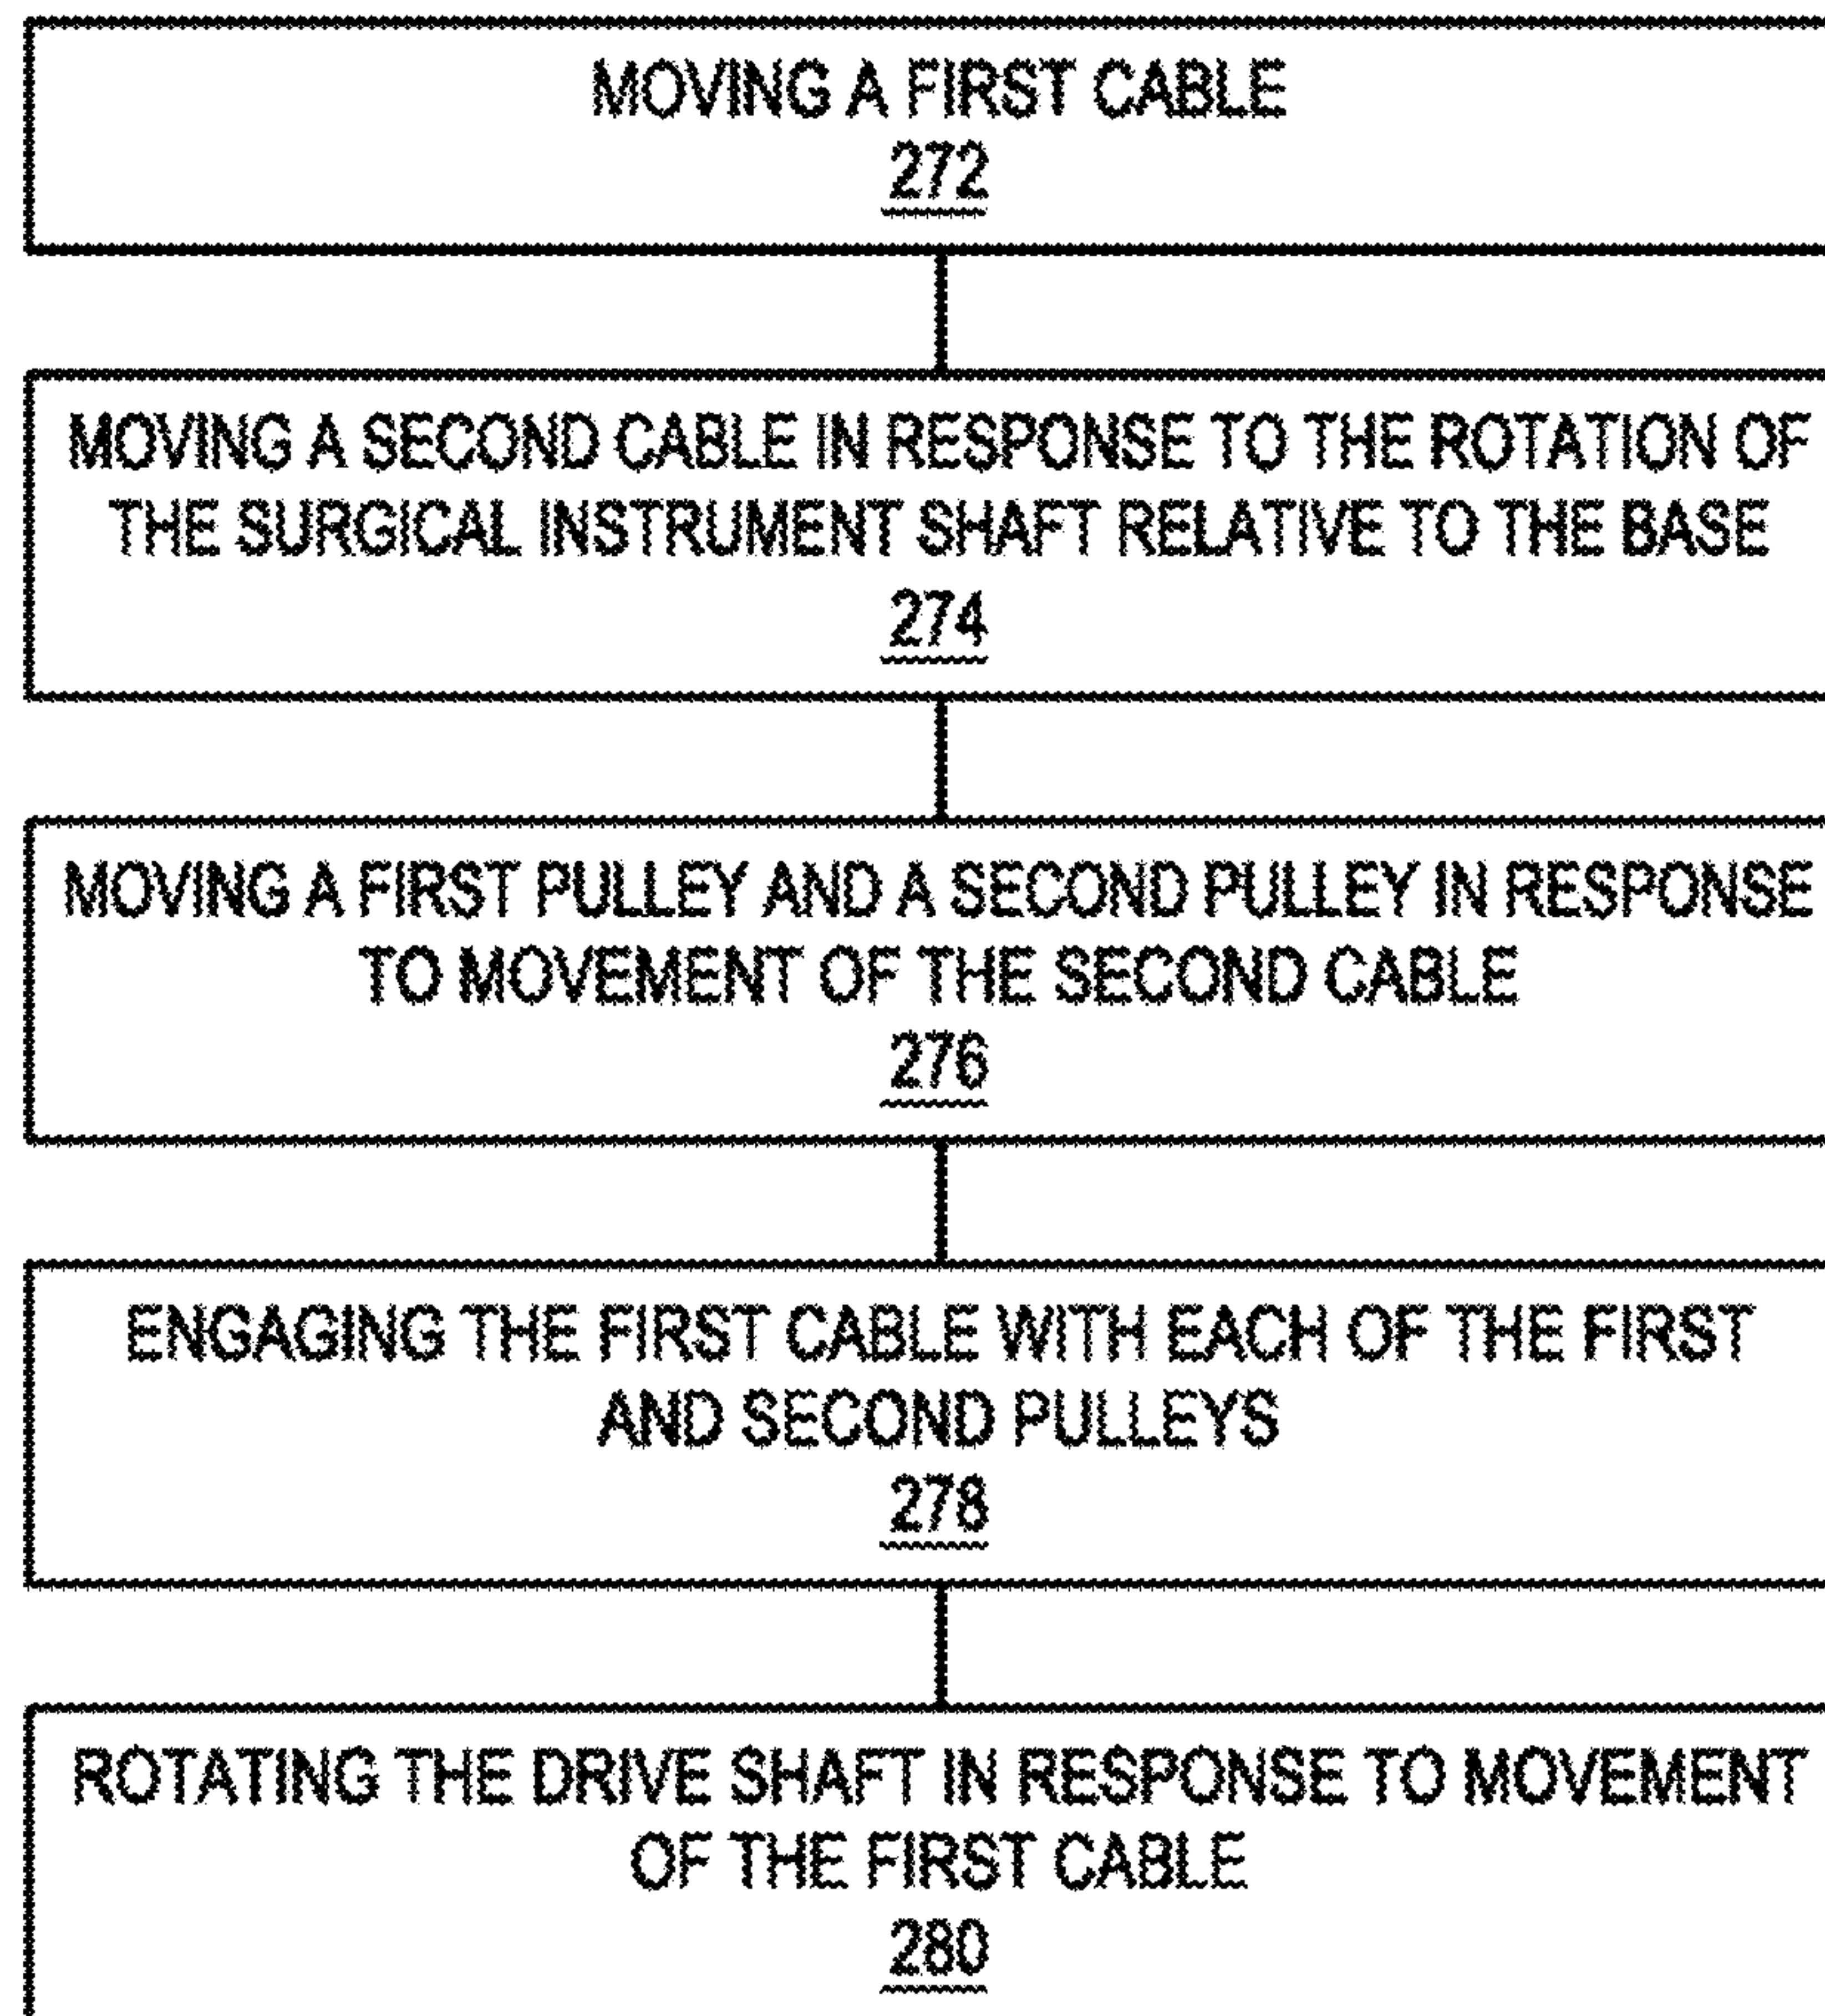 MOVING A FIRST CABLE
272
MOVING A SECOND CABLE IN RESPONSE TO THE ROTATION OF
THE SURGICAL INSTRUMENT SHAFT RELATIVE TO THE BASE
274
MOVING A FIRST PULLEY AND A SECOND PULLEY IN RESPONSE
TO MOVEMENT OF THE SECOND CABLE
276
ENGAGING THE FIRST CABLE WITH EACH OF THE FIRST
AND SECOND PULLEYS
278
ROTATING THE DRIVE SHAFT IN RESPONSE TO MOVEMENT
OF THE FIRST CABLE
280